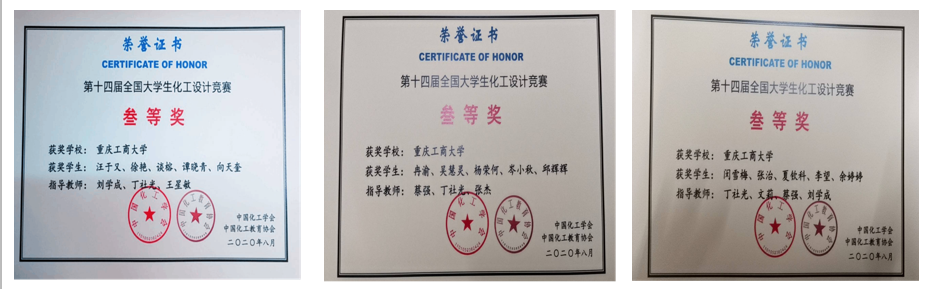 荣誉证书
CERTIFICATE OF HONOR
第十四届全国大学生化工设计竞赛
叁等奖
获奖学校： 重庆工商大学
获奖学生： 汪于又、徐艳、谈榕、谭晓青、向天奎
指导教师： 刘学成、丁社光、王星敏
中国化工学会
中国化工教育协会
二〇二〇年八月
荣誉证书
CERTIFICATE OF HONOR
第十四届全国大学生化工设计竞赛
叁等奖
获奖学校： 重庆工商大学
获奖学生： 冉渝、吴慧灵、杨荣何、岑小秋、邱辉辉
指导教师： 蔡强、丁社光、张杰
中国化工学会
中国化工教育协会
二〇二〇年八月
荣誉证书
CERTIFICATE OF HONOR
第十四届全国大学生化工设计竞赛
叁等奖
获奖学校： 重庆工商大学
获奖学生： 闵雪梅、张治、夏钦科、李望、余婷婷
指导教师： 丁社光、文莉、蔡强、刘学成
中国化工学会
中国化工教育协会
二〇二〇年八月